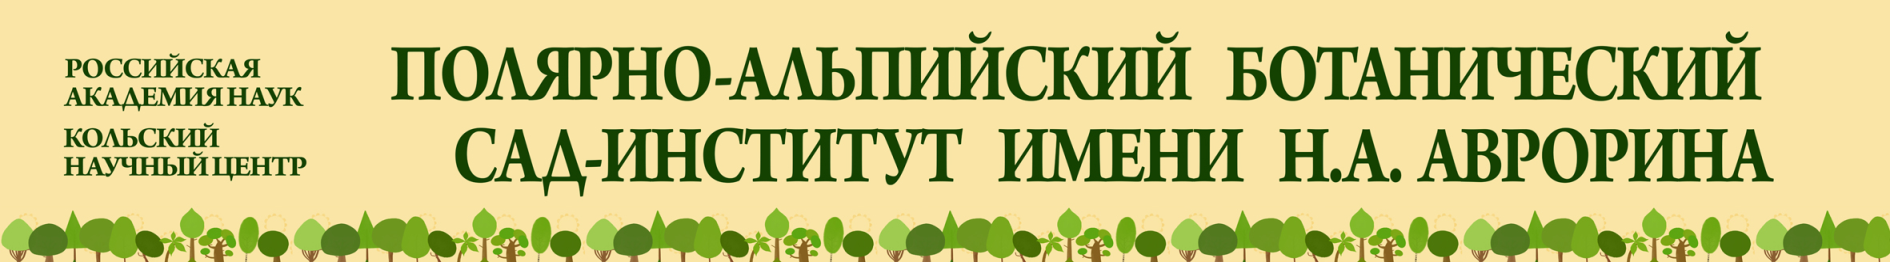 РОССИЙСКАЯ
АКАДЕМИЯ НАУК
КОЛЬСКИЙ
НАУЧНЫЙ ЦЕНТР
ПОЛЯРНО-АЛЬПИЙСКИЙ БОТАНИЧЕСКИЙ
САД-ИНСТИТУТ ИМЕНИ Н.А. АВРОРИНА